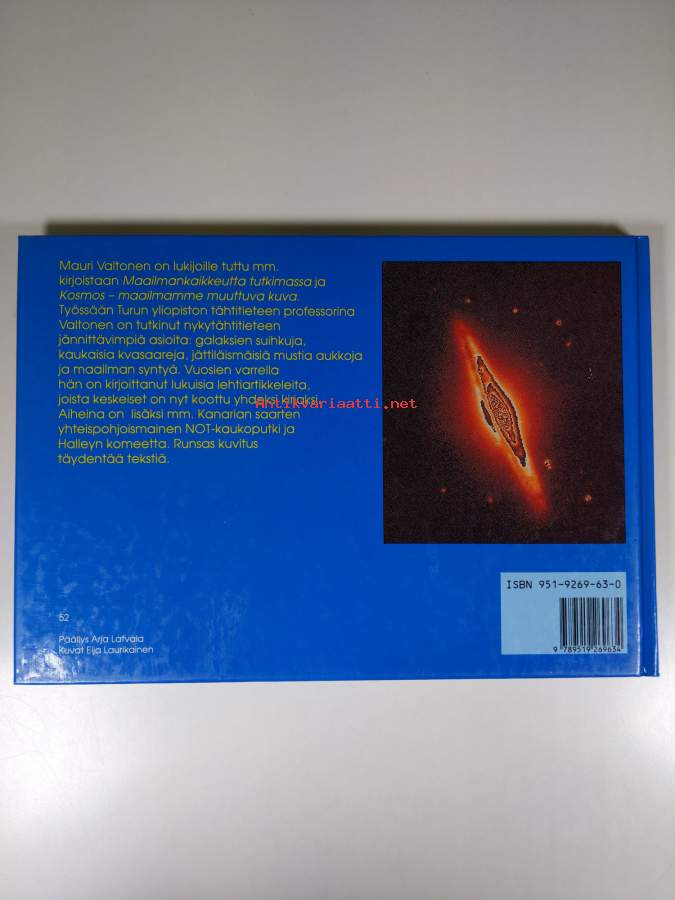 Mauri Valtonen on lukijoille tuttu mm.
kirjoistaan Maailmankaikkeutta tutkimassa ja
Kosmos – maailmamme muuttuva kuva.
Työssään Turun yliopiston tähtitieteen professorina
Valtonen on tutkinut nykytähtitieteen
jännittävimpiä asioita: galaksien suihkuja,
kaukaisia kvasaareja, jättiläismäisiä mustia aukkoja
ja maailman syntyä. Vuosien varrella
hän on kirjoittanut lukuisia lehtiartikkeleita,
joista keskeiset on nyt koottu yhdeksi kirjaksi.
Antikvariaatti.net
Aiheina on lisäksi mm. Kanarian saarten
yhteispohjoismainen NOT-kaukoputki ja
Halleyn komeetta. Runsas kuvitus
täydentää tekstiä.
ISBN 951-9269-63-0
9 789519 269634
52
Päällys Arja Latvala
Kuvat Eija Laurikainen